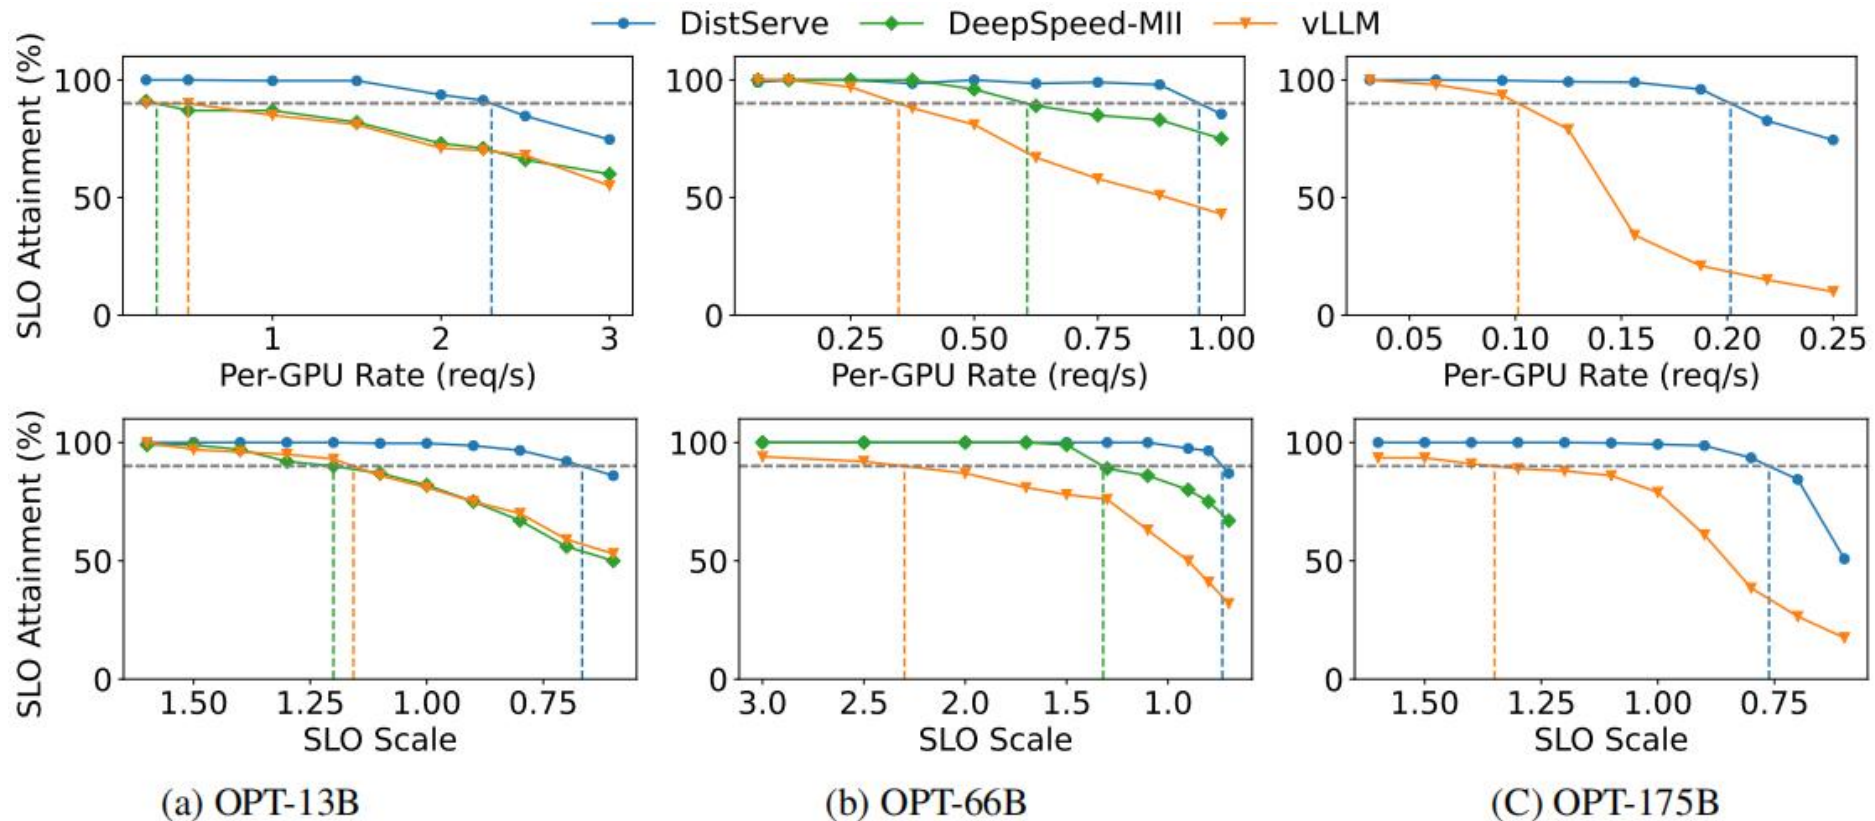 DistServe DeepSpeed-MII vLLM
SLO Attainment (%)
100
50
0
1 2 3
Per-GPU Rate (req/s)
100
50
0
0.25 0.50 0.75 1.00
Per-GPU Rate (req/s)
100
50
0
0.05 0.10 0.15 0.20 0.25
Per-GPU Rate (req/s)
SLO Attainment (%)
100
50
0
1.50 1.25 1.00 0.75
SLO Scale
100
50
0
3.0 2.5 2.0 1.5 1.0
SLO Scale
100
50
0
1.50 1.25 1.00 0.75
SLO Scale
(a) OPT-13B
(b) OPT-66B
(C) OPT-175B